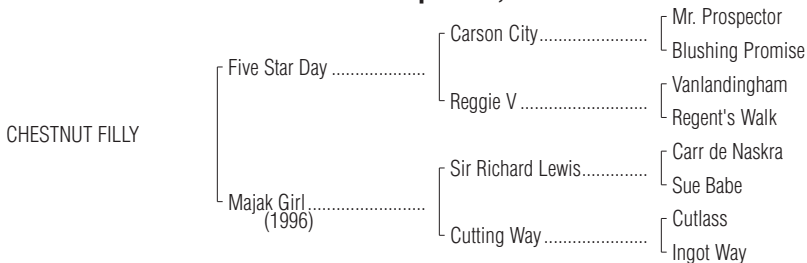 Mr. Prospector
Carson City.......................
Blushing Promise
Five Star Day ....................
Vanlandingham
Reggie V ...........................
Regent's Walk
CHESTNUT FILLY
Carr de Naskra
Sir Richard Lewis..............
Sue Babe
Majak Girl.........................
(1996)
Cutlass
Cutting Way ......................
Ingot Way